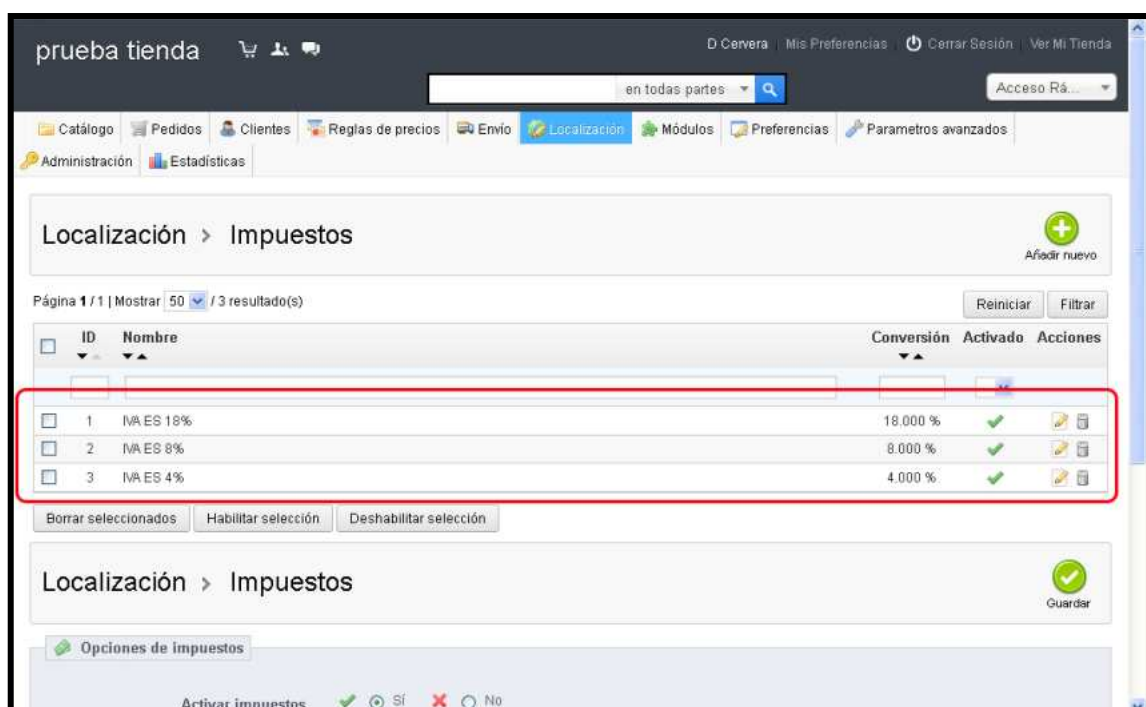 prueba tienda
D Cervera Mis Preferencias Cerrar Sesión Ver Mi Tienda
en todas partes
Acceso Rá...
Catálogo Pedidos Clientes Reglas de precios Envío Localización Módulos Preferencias Parametros avanzados
Administración Estadísticas
Localización > Impuestos
Añadir nuevo
Página 1 / 1 | Mostrar 50 / 3 resultado(s)
Reiniciar Filtrar
ID Nombre Conversión Activado Acciones
1 IVA ES 18% 18.000 %
2 IVA ES 8% 8.000 %
3 IVA ES 4% 4.000 %
Borrar seleccionados Habilitar selección Deshabilitar selección
Localización > Impuestos
Guardar
Opciones de impuestos
Activar impuestos Sí No